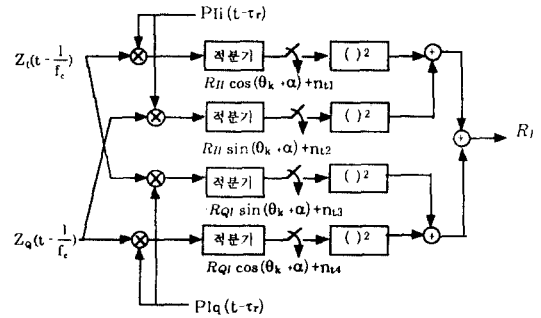 PIi(t-τr)
ZI(t - 1/fc)
적분기
( )²
RII cos(θk+α)+nt1
적분기
( )²
RII sin(θk+α)+nt2
RI
적분기
( )²
RQI sin(θk+α)+nt3
ZQ(t - 1/fc)
적분기
( )²
RQI cos(θk+α)+nt4
PIq(t-τr)